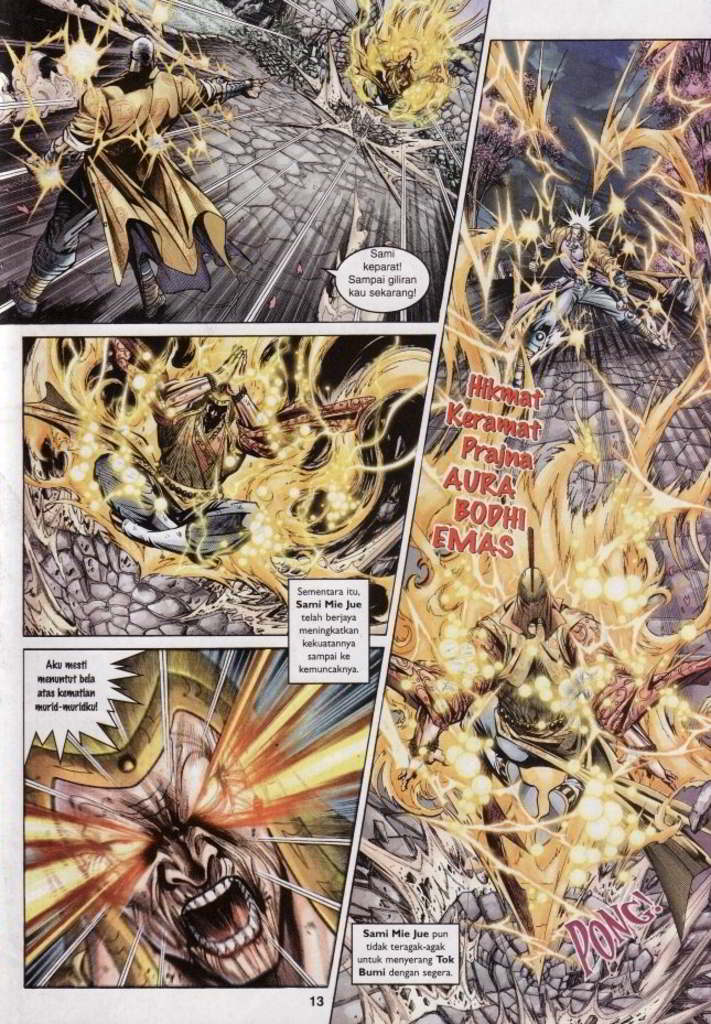 Sami
keparat!
Sampai giliran
kau sekarang!
Sementara itu,
Sami Mie Jue
telah berjaya
meningkatkan
kekuatannya
sampai ke
kemuncaknya.
Aku mesti
menuntut bela
atas kematian
murid-muridku!
Hikmat
Keramat
Prajna
AURA
BODHI
EMAS
PONG!
Sami Mie Jue pun
tidak teragak-agak
untuk menyerang Tok
Bumi dengan segera.
13